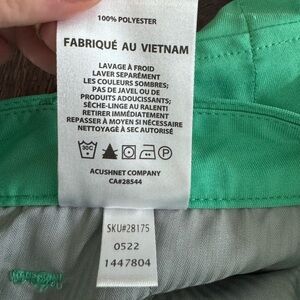 100% POLYESTER
FABRIQUÉ AU VIETNAM
LAVAGE À FROID
LAVER SEPARÉMENT
LES COULEURS SOMBRES;
PAS DE JAVEL OU DE
PRODUITS ADOUCISSANTS;
SÈCHE-LINGE AU RALENTI
RETIRER IMMÉDIATEMENT
REPASSER À MOYEN SI NÉCESSAIRE
NETTOYAGE À SEC AUTORISÉ
30C
P
ACUSHNET COMPANY
CA#28544
SKU#28175
0522
1447804